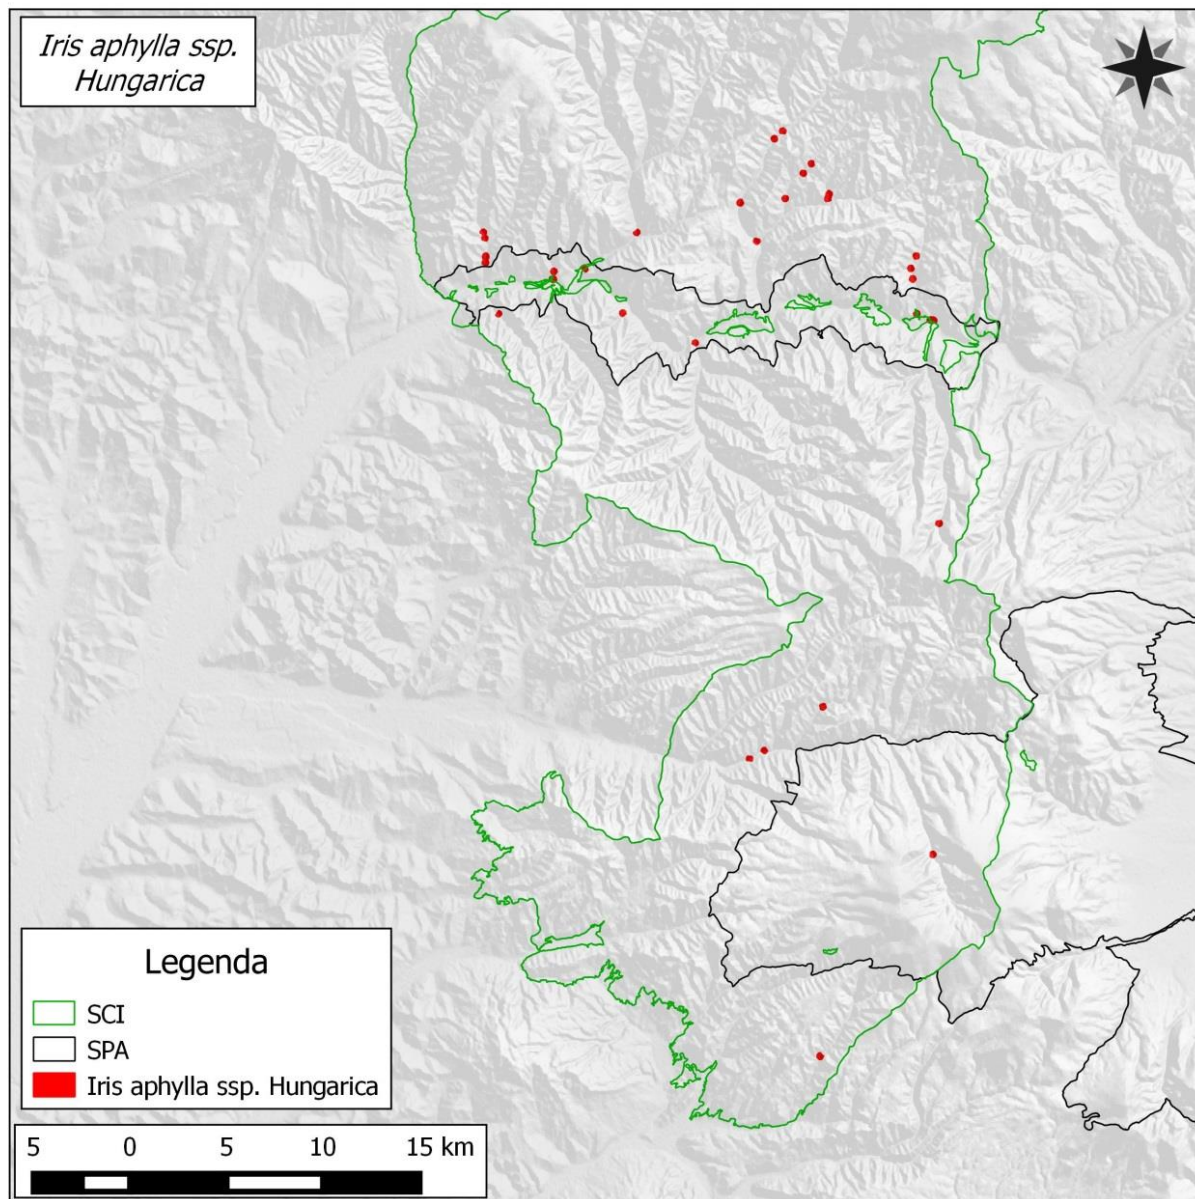 Iris aphylla ssp.
Hungarica
Legenda
SCI
SPA
Iris aphylla ssp. Hungarica
5 0 5 10 15 km